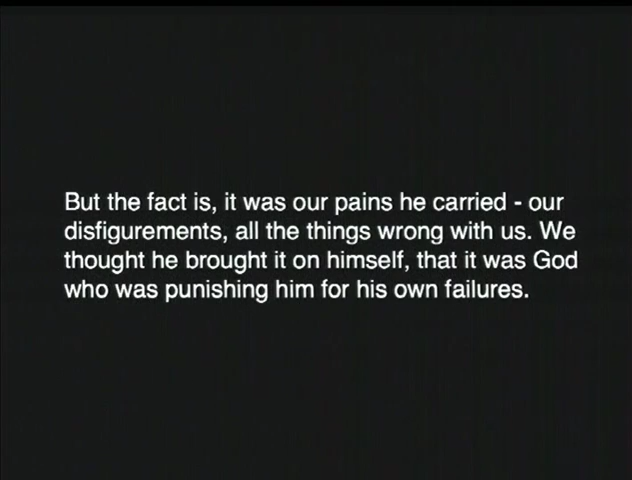 But the fact is, it was our pains he carried - our
disfigurements, all the things wrong with us. We
thought he brought it on himself, that it was God
who was punishing him for his own failures.